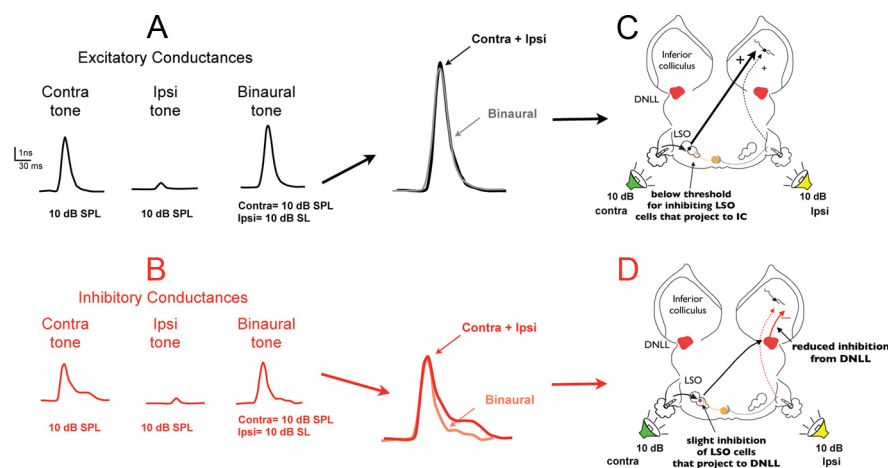 A
Excitatory Conductances
Contra
tone
Ipsi
tone
Binaural
tone
1ns
30 ms
10 dB SPL
10 dB SPL
Contra= 10 dB SPL
Ipsi= 10 dB SL
Contra + Ipsi
Binaural
C
Inferior
colliculus
+
+
DNLL
LSO
10 dB
contra
below threshold
for inhibiting LSO
cells that project to IC
10 dB
Ipsi
B
Inhibitory Conductances
Contra
tone
Ipsi
tone
Binaural
tone
10 dB SPL
10 dB SPL
Contra= 10 dB SPL
Ipsi= 10 dB SL
Contra + Ipsi
Binaural
D
Inferior
colliculus
DNLL
reduced inhibition
from DNLL
LSO
10 dB
contra
slight inhibition
of LSO cells
that project to DNLL
10 dB
Ipsi